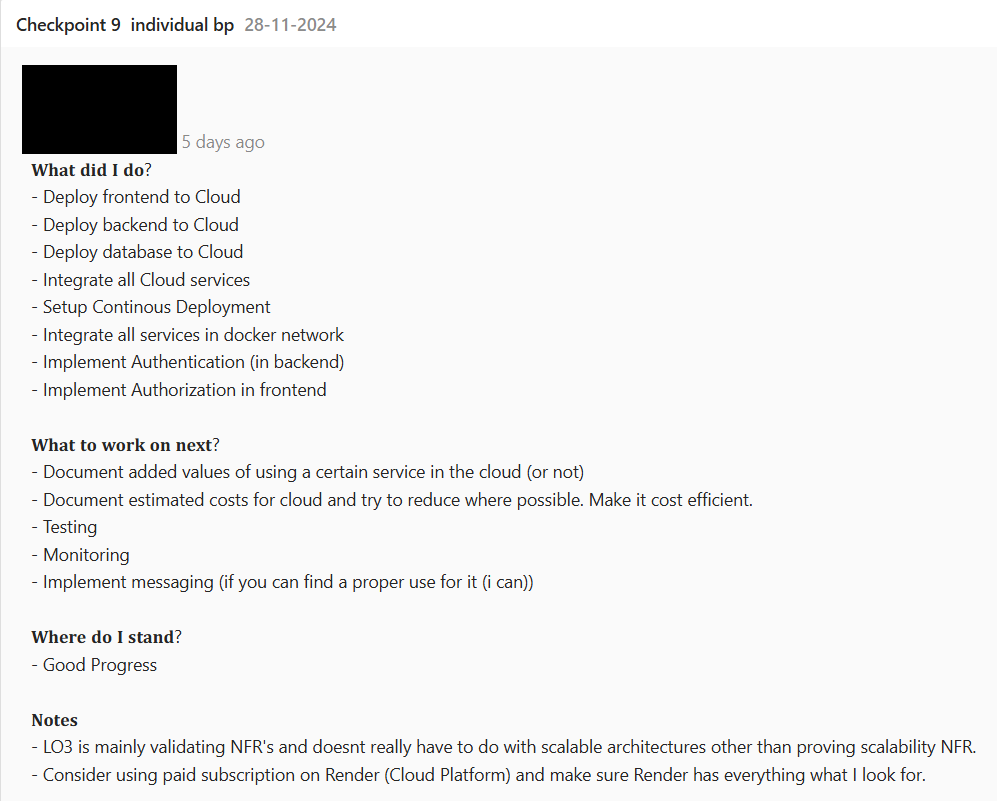 Checkpoint 9 individual bp 28-11-2024
5 days ago
What did I do?
- Deploy frontend to Cloud
- Deploy backend to Cloud
- Deploy database to Cloud
- Integrate all Cloud services
- Setup Continous Deployment
- Integrate all services in docker network
- Implement Authentication (in backend)
- Implement Authorization in frontend
What to work on next?
- Document added values of using a certain service in the cloud (or not)
- Document estimated costs for cloud and try to reduce where possible. Make it cost efficient.
- Testing
- Monitoring
- Implement messaging (if you can find a proper use for it (i can))
Where do I stand?
- Good Progress
Notes
- LO3 is mainly validating NFR's and doesnt really have to do with scalable architectures other than proving scalability NFR.
- Consider using paid subscription on Render (Cloud Platform) and make sure Render has everything what I look for.